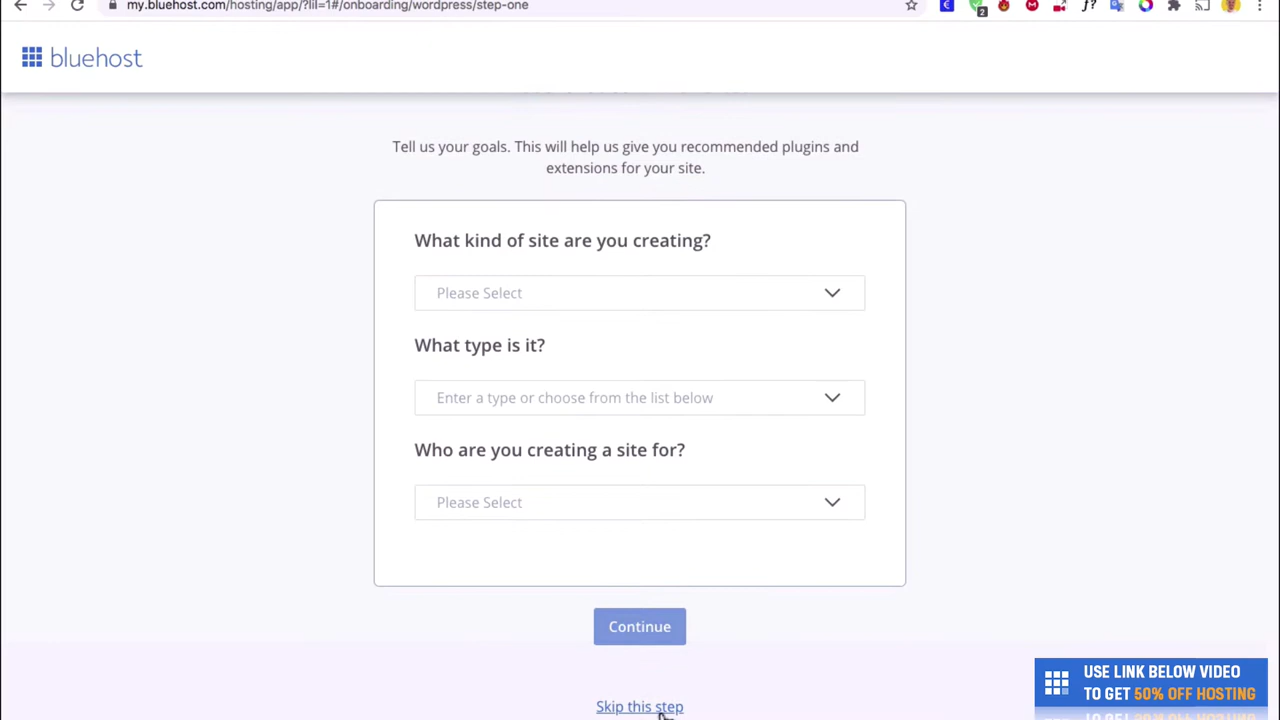 my.bluehost.com/hosting/app/?lil=1#/onboarding/wordpress/step-one
2
f?
bluehost
Tell us your goals. This will help us give you recommended plugins and
extensions for your site.
What kind of site are you creating?
Please Select
What type is it?
Enter a type or choose from the list below
Who are you creating a site for?
Please Select
Continue
Skip this step
USE LINK BELOW VIDEO
TO GET 50% OFF HOSTING